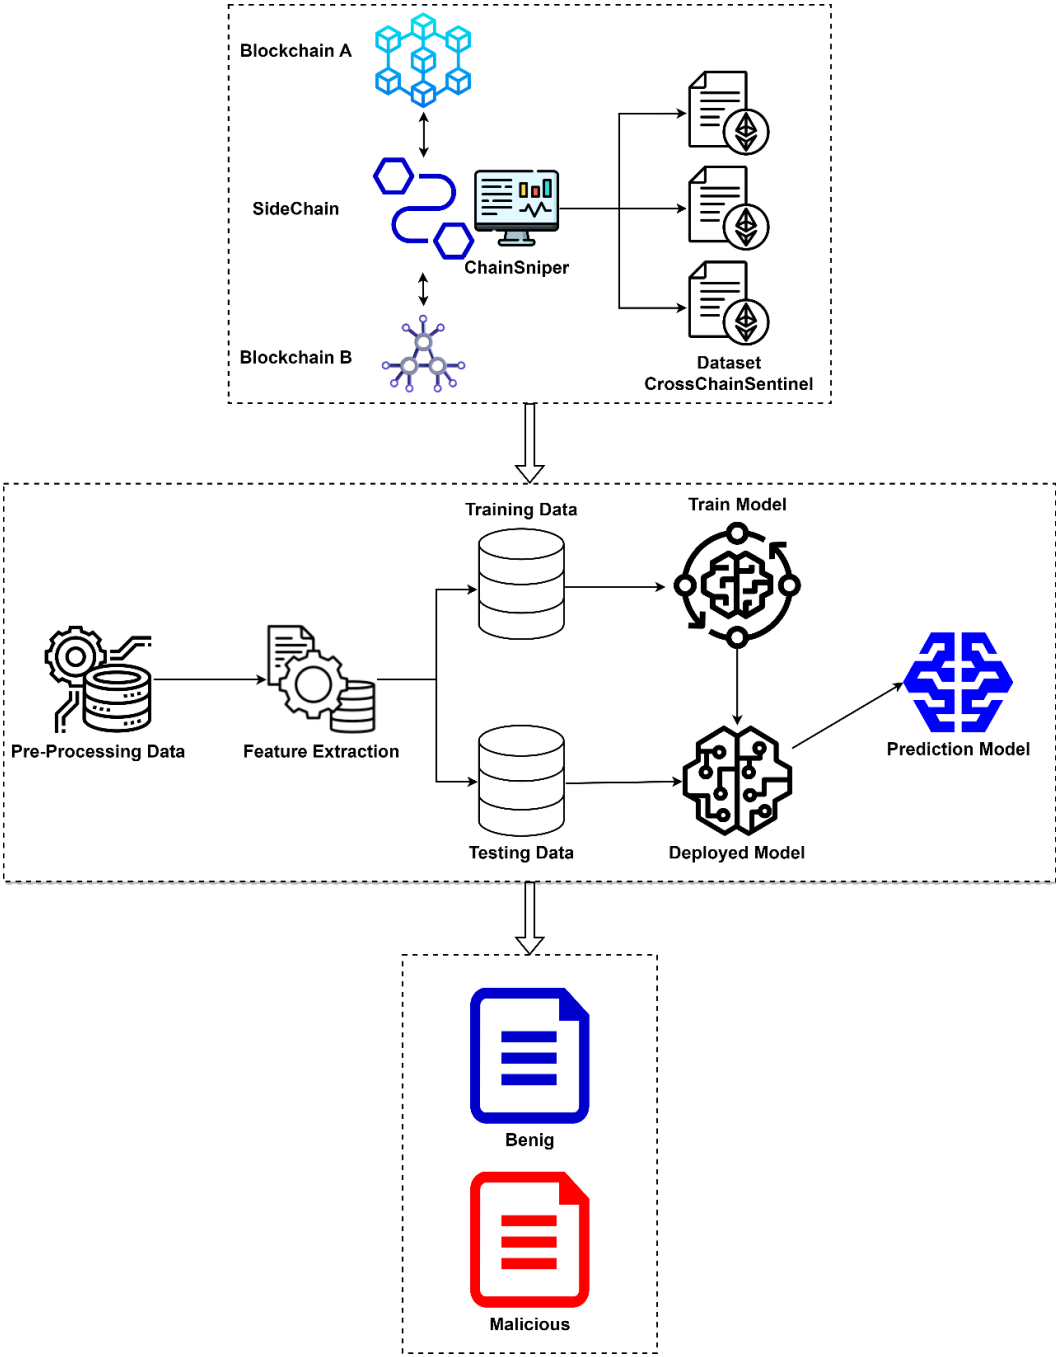 Blockchain A
SideChain
ChainSniper
Blockchain B
Dataset
CrossChainSentinel
Training Data
Train Model
Pre-Processing Data
Feature Extraction
Prediction Model
Testing Data
Deployed Model
Benig
Malicious